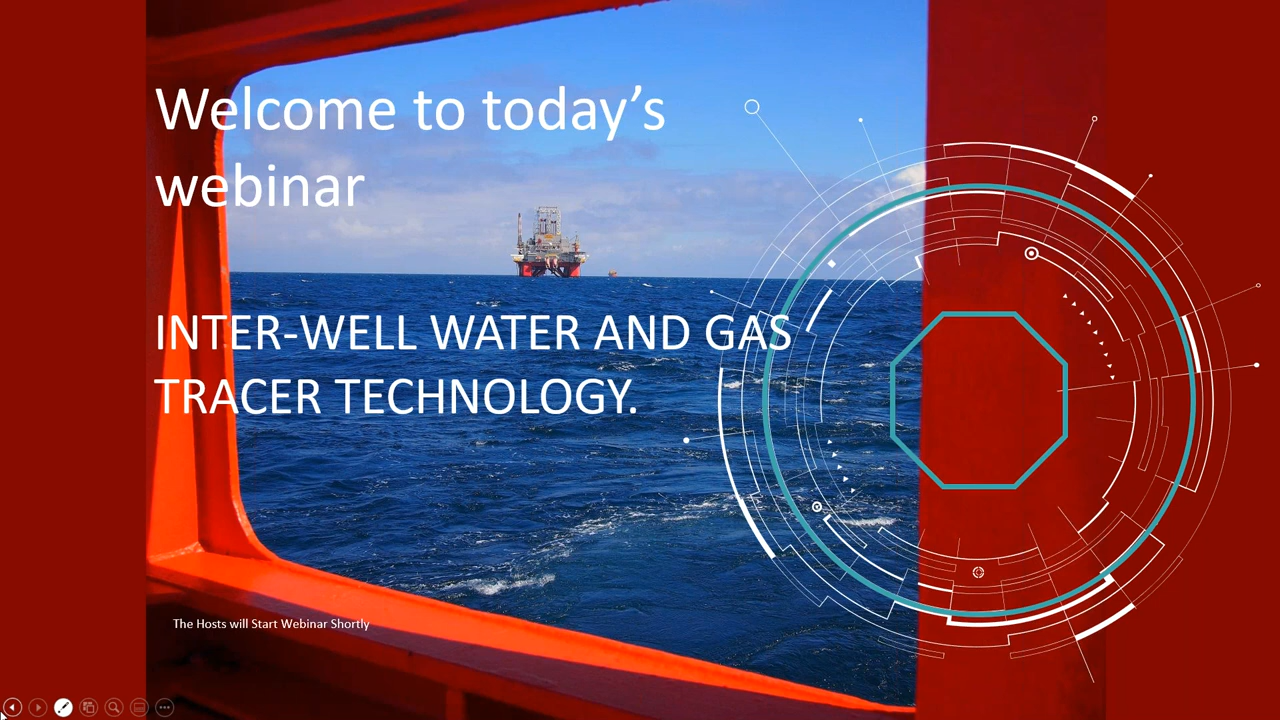 Welcome to today’s
webinar
INTER-WELL WATER AND GAS
TRACER TECHNOLOGY.
The Hosts will Start Webinar Shortly